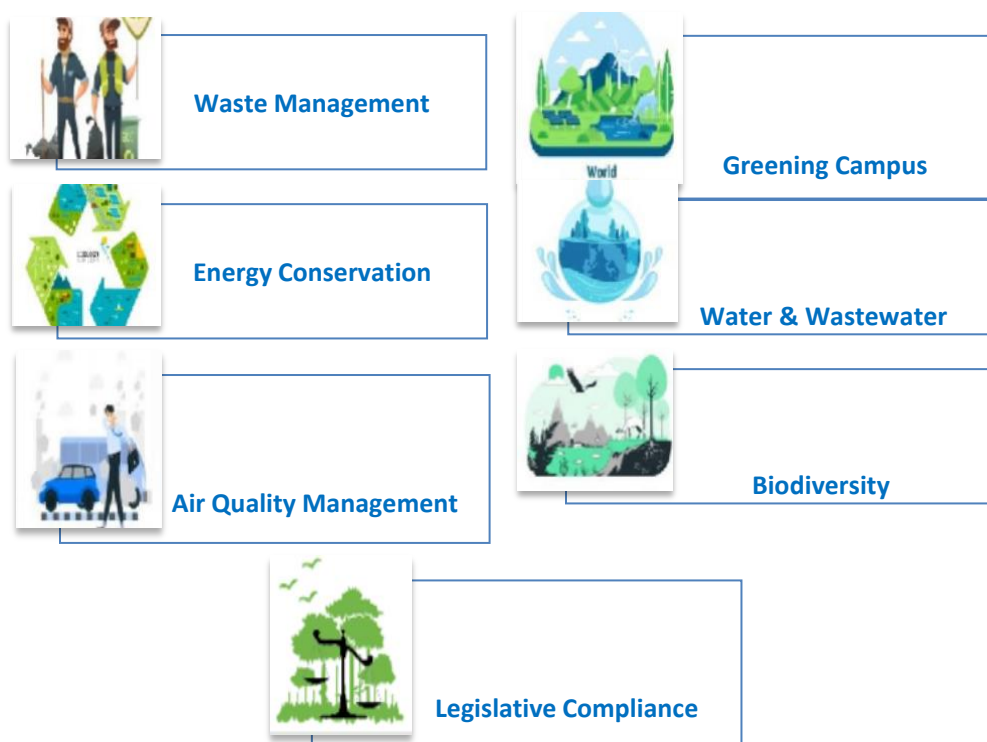 Waste Management
Greening Campus
World
Energy Conservation
Water & Wastewater
Air Quality Management
Biodiversity
Legislative Compliance